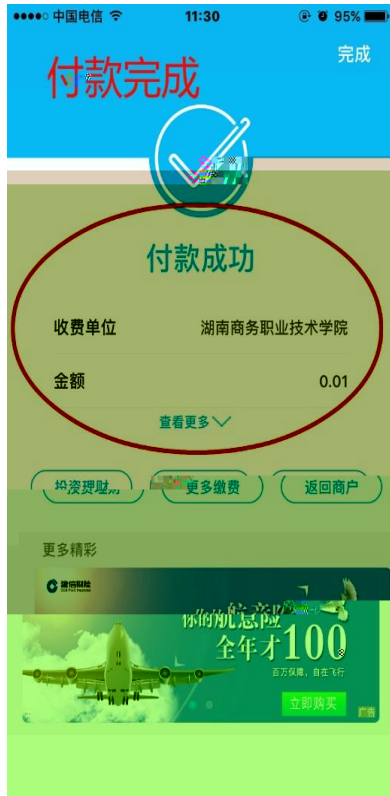 中国电信 11:30 95%
完成
付款完成
付款成功
收费单位 湖南商务职业技术学院
金额 0.01
查看更多
投资理财 更多缴费 返回商户
更多精彩
建信财险
你的航意险
全年才100
百万保障，自在飞行
立即购买
广告